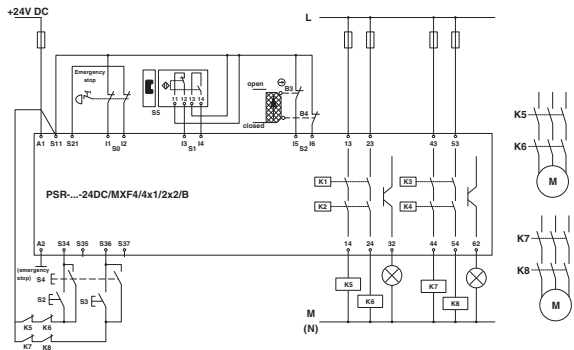 +24V DC
L
Emergency
stop
S5
11 12 13 14
open
closed
B3
B4
A1 S11 S21 I1 I2 I3 I4 I5 I6 13 23 43 53
S0 S1 S2
PSR-...-24DC/MXF4/4x1/2x2/B
K1
K2
K3
K4
A2 S34 S35 S36 S37 14 24 32 44 54 62
(emergency
stop)
S4
S2
S3
K5 K6
K7 K8
K5
K6
K7
K8
M
(N)
K5
K6
M
K7
K8
M